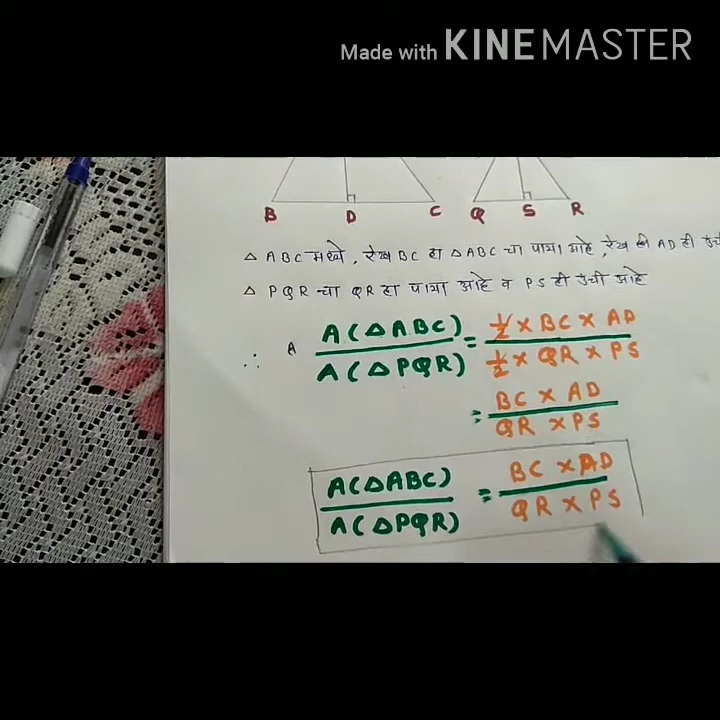 Made with KINEMASTER
B D C Q S R
△ ABC मध्ये, रेख BC हा △ABC चा पाया आहे, रेख ही AD ही उंची
△ PQR चा QR हा पाया आहे व PS ही उंची आहे
∴ A A(△ABC) / A(△PQR) = ½ × BC × AD / ½ × QR × PS
= BC × AD / QR × PS
A(△ABC) / A(△PQR) = BC × AD / QR × PS